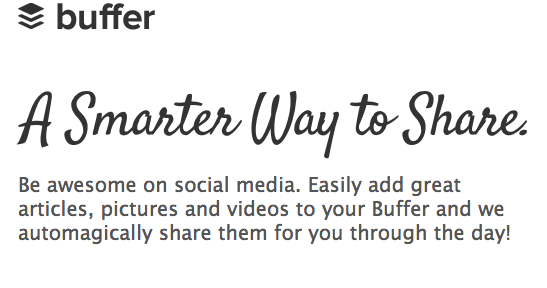 buffer
A Smarter Way to Share.
Be awesome on social media. Easily add great
articles, pictures and videos to your Buffer and we
automagically share them for you through the day!